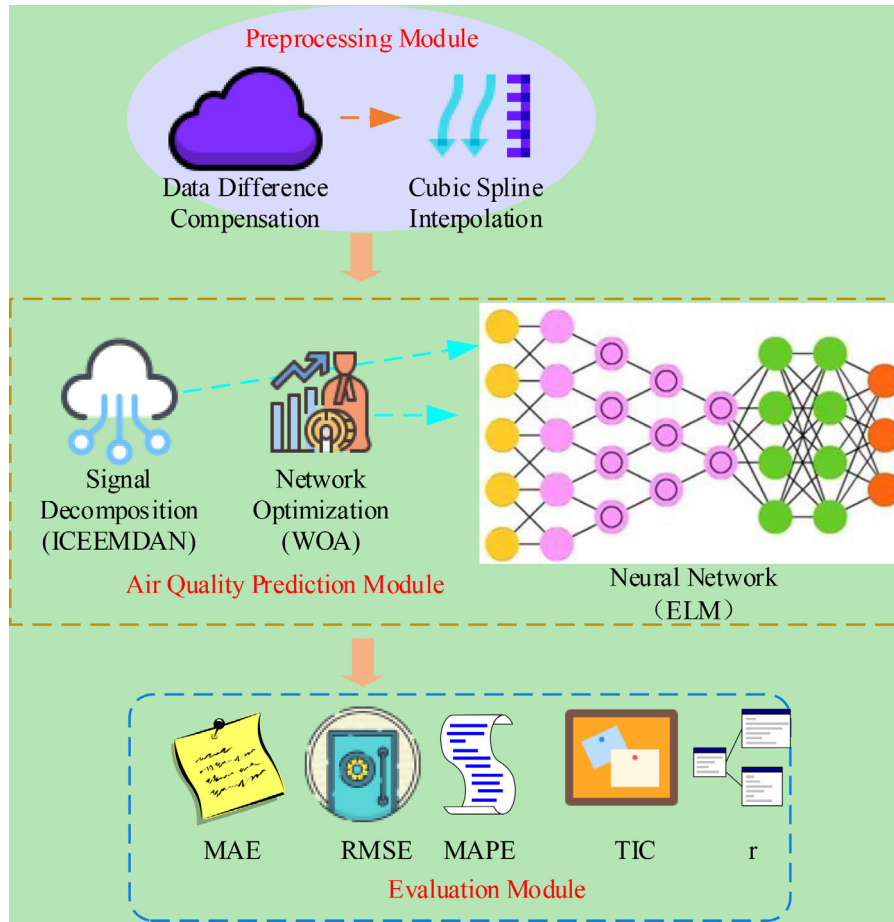 Preprocessing Module
Data Difference
Compensation
Cubic Spline
Interpolation
Signal
Decomposition
(ICEEMDAN)
Network
Optimization
(WOA)
Air Quality Prediction Module
Neural Network
（ELM）
MAE
RMSE
MAPE
TIC
r
Evaluation Module